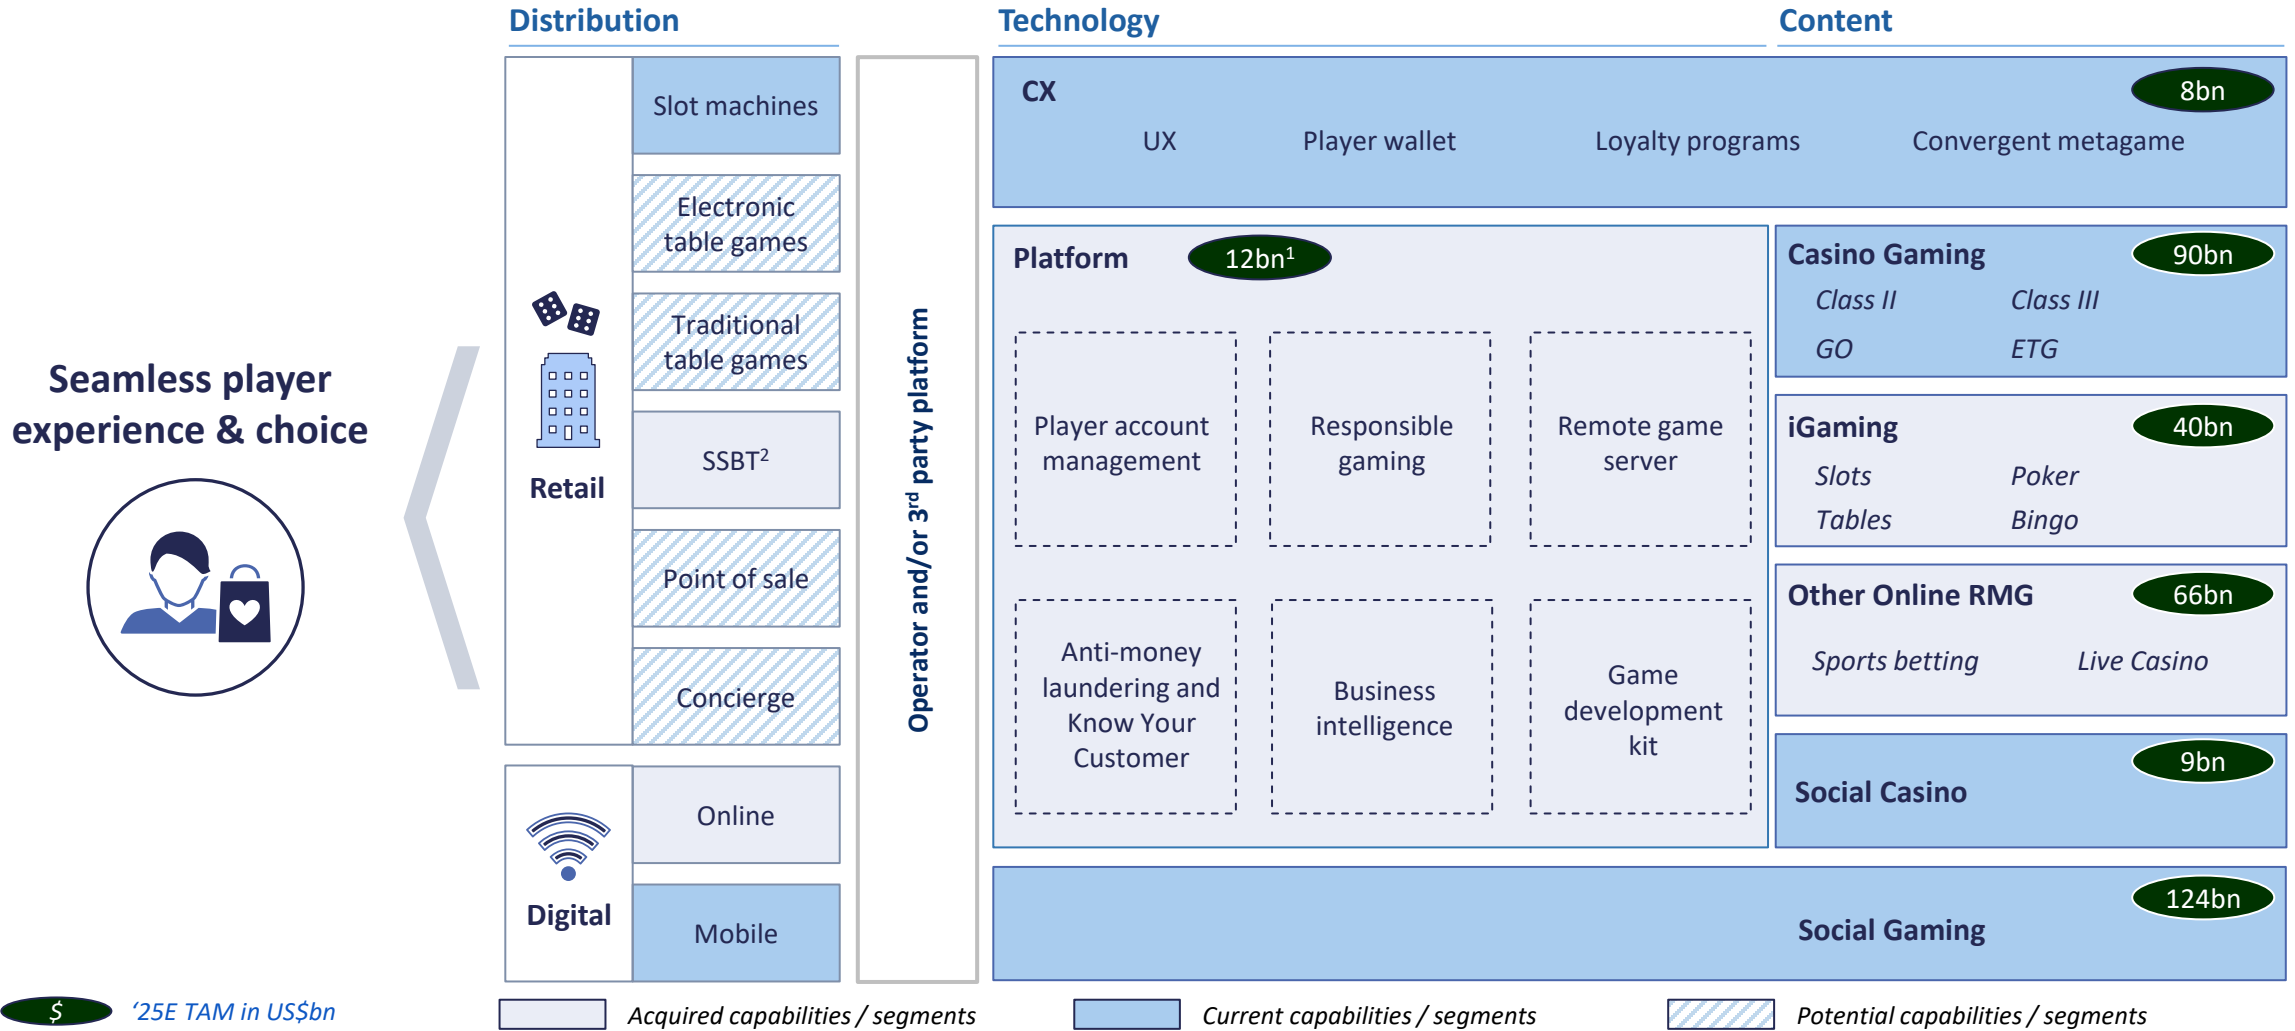 Distribution
Technology
Content
Seamless player
experience & choice
Retail
Slot machines
Electronic
table games
Traditional
table games
SSBT²
Point of sale
Concierge
Digital
Online
Mobile
Operator and/or 3rd party platform
CX
8bn
UX
Player wallet
Loyalty programs
Convergent metagame
Platform
12bn¹
Player account
management
Responsible
gaming
Remote game
server
Anti-money
laundering and
Know Your
Customer
Business
intelligence
Game
development
kit
Casino Gaming
90bn
Class II
Class III
GO
ETG
iGaming
40bn
Slots
Poker
Tables
Bingo
Other Online RMG
66bn
Sports betting
Live Casino
9bn
Social Casino
124bn
Social Gaming
$
‘25E TAM in US$bn
Acquired capabilities / segments
Current capabilities / segments
Potential capabilities / segments